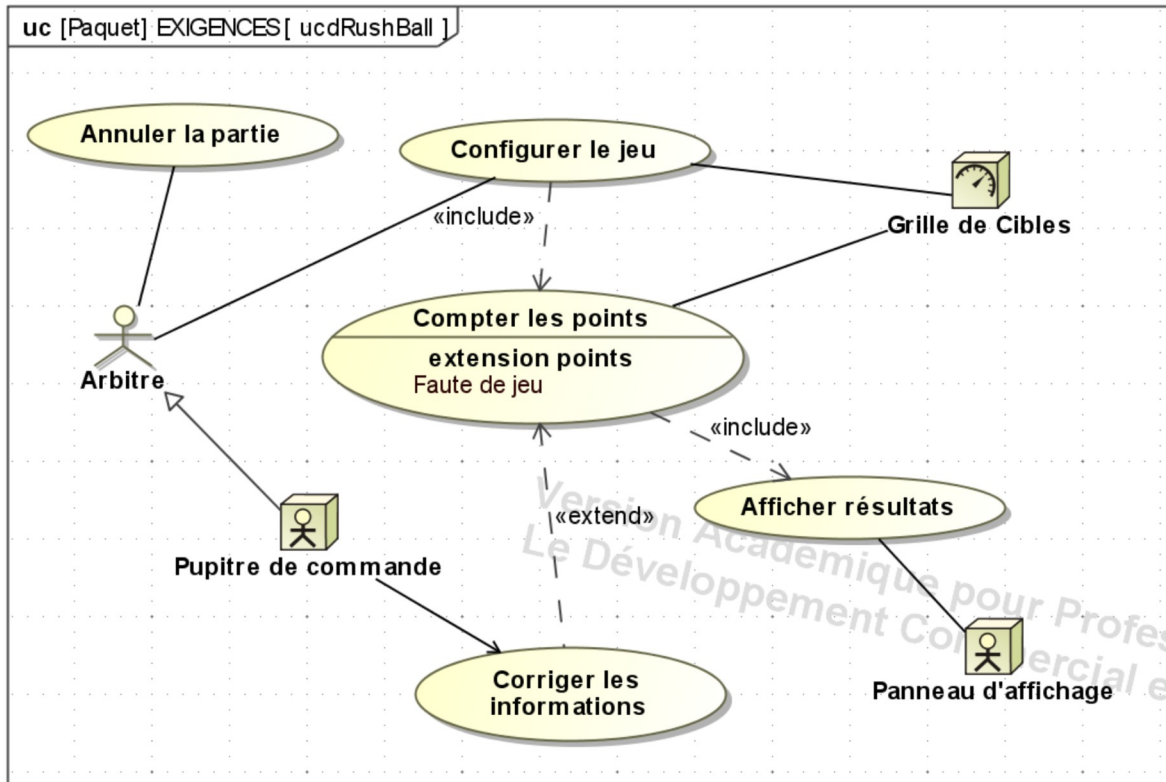 uc [Paquet] EXIGENCES [ ucdRushBall ]
Annuler la partie
Configurer le jeu
«include»
Grille de Cibles
Compter les points
extension points
Faute de jeu
Arbitre
«include»
Afficher résultats
«extend»
Version Académique pour Profes
Le Développement Commercial e
Pupitre de commande
Corriger les
informations
Panneau d'affichage